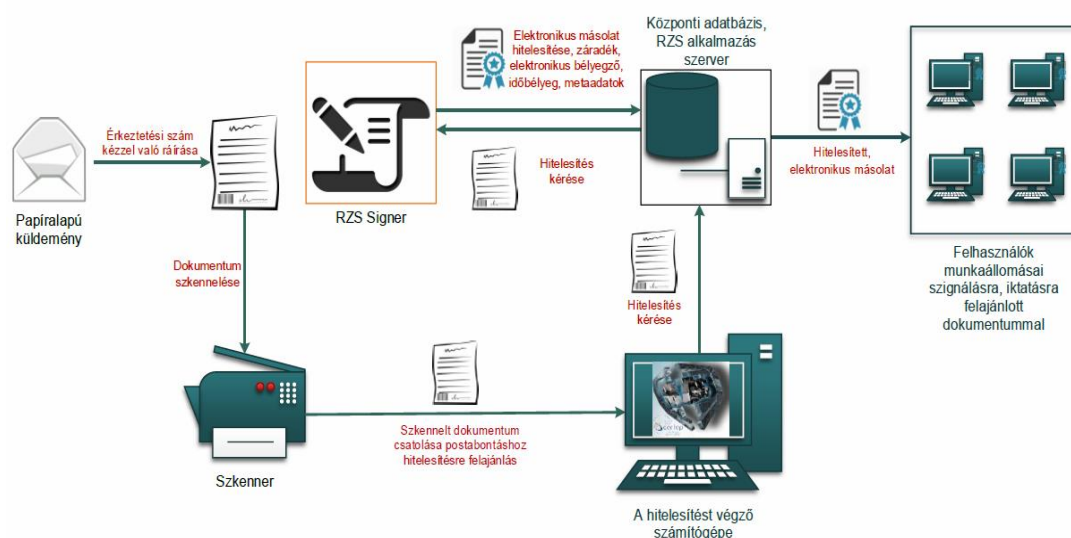 Elektronikus másolat
hitelesítése, záradék,
elektronikus bélyegző,
időbélyeg, metaadatok
Központi adatbázis,
RZS alkalmazás
szerver
Érkeztetési szám
kézzel való ráírása
Papíralapú
küldemény
RZS Signer
Hitelesítés
kérése
Hitelesített,
elektronikus másolat
Felhasználók
munkaállomásai
szignálásra, iktatásra
felajánlott
dokumentummal
Dokumentum
szkennelése
Hitelesítés
kérése
Szkenner
Szkennelt dokumentum
csatolása postabontáshoz
hitelesítésre felajánlás
A hitelesítést végző
számítógépe